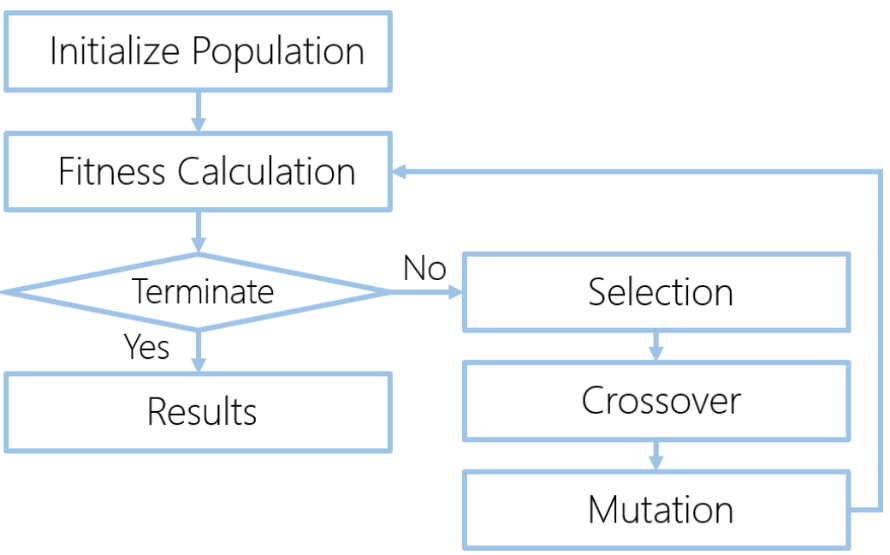 Initialize Population
Fitness Calculation
Terminate
No
Yes
Results
Selection
Crossover
Mutation